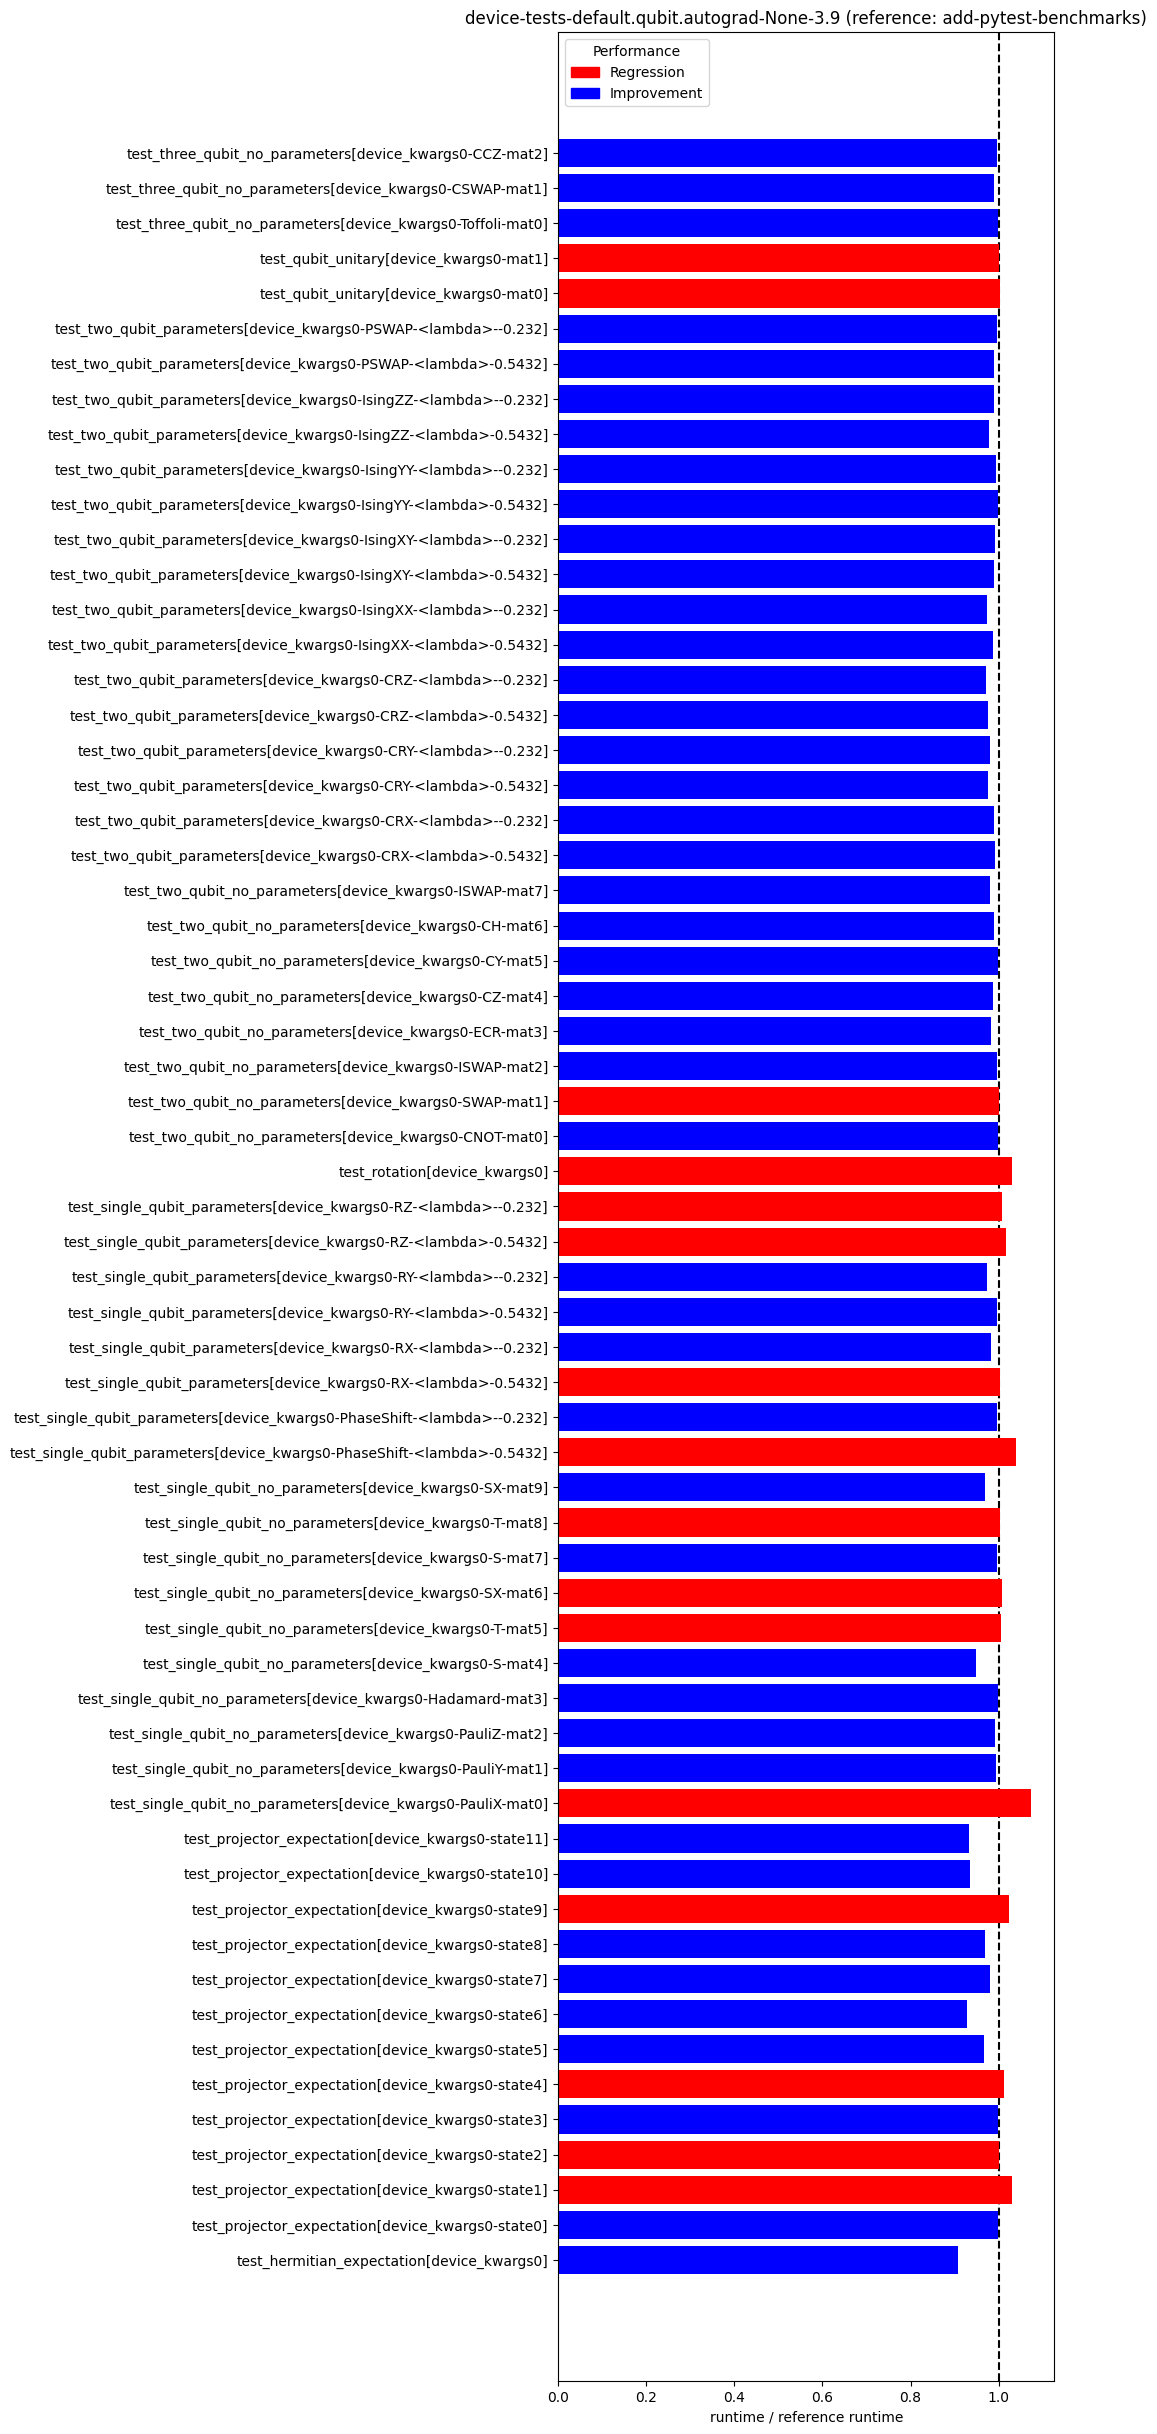 device-tests-default.qubit.autograd-None-3.9 (reference: add-pytest-benchmarks)
Performance
Regression
Improvement
test_three_qubit_no_parameters[device_kwargs0-CCZ-mat2]
test_three_qubit_no_parameters[device_kwargs0-CSWAP-mat1]
test_three_qubit_no_parameters[device_kwargs0-Toffoli-mat0]
test_qubit_unitary[device_kwargs0-mat1]
test_qubit_unitary[device_kwargs0-mat0]
test_two_qubit_parameters[device_kwargs0-PSWAP-<lambda>--0.232]
test_two_qubit_parameters[device_kwargs0-PSWAP-<lambda>-0.5432]
test_two_qubit_parameters[device_kwargs0-IsingZZ-<lambda>--0.232]
test_two_qubit_parameters[device_kwargs0-IsingZZ-<lambda>-0.5432]
test_two_qubit_parameters[device_kwargs0-IsingYY-<lambda>--0.232]
test_two_qubit_parameters[device_kwargs0-IsingYY-<lambda>-0.5432]
test_two_qubit_parameters[device_kwargs0-IsingXY-<lambda>--0.232]
test_two_qubit_parameters[device_kwargs0-IsingXY-<lambda>-0.5432]
test_two_qubit_parameters[device_kwargs0-IsingXX-<lambda>--0.232]
test_two_qubit_parameters[device_kwargs0-IsingXX-<lambda>-0.5432]
test_two_qubit_parameters[device_kwargs0-CRZ-<lambda>--0.232]
test_two_qubit_parameters[device_kwargs0-CRZ-<lambda>-0.5432]
test_two_qubit_parameters[device_kwargs0-CRY-<lambda>--0.232]
test_two_qubit_parameters[device_kwargs0-CRY-<lambda>-0.5432]
test_two_qubit_parameters[device_kwargs0-CRX-<lambda>--0.232]
test_two_qubit_parameters[device_kwargs0-CRX-<lambda>-0.5432]
test_two_qubit_no_parameters[device_kwargs0-ISWAP-mat7]
test_two_qubit_no_parameters[device_kwargs0-CH-mat6]
test_two_qubit_no_parameters[device_kwargs0-CY-mat5]
test_two_qubit_no_parameters[device_kwargs0-CZ-mat4]
test_two_qubit_no_parameters[device_kwargs0-ECR-mat3]
test_two_qubit_no_parameters[device_kwargs0-ISWAP-mat2]
test_two_qubit_no_parameters[device_kwargs0-SWAP-mat1]
test_two_qubit_no_parameters[device_kwargs0-CNOT-mat0]
test_rotation[device_kwargs0]
test_single_qubit_parameters[device_kwargs0-RZ-<lambda>--0.232]
test_single_qubit_parameters[device_kwargs0-RZ-<lambda>-0.5432]
test_single_qubit_parameters[device_kwargs0-RY-<lambda>--0.232]
test_single_qubit_parameters[device_kwargs0-RY-<lambda>-0.5432]
test_single_qubit_parameters[device_kwargs0-RX-<lambda>--0.232]
test_single_qubit_parameters[device_kwargs0-RX-<lambda>-0.5432]
test_single_qubit_parameters[device_kwargs0-PhaseShift-<lambda>--0.232]
test_single_qubit_parameters[device_kwargs0-PhaseShift-<lambda>-0.5432]
test_single_qubit_no_parameters[device_kwargs0-SX-mat9]
test_single_qubit_no_parameters[device_kwargs0-T-mat8]
test_single_qubit_no_parameters[device_kwargs0-S-mat7]
test_single_qubit_no_parameters[device_kwargs0-SX-mat6]
test_single_qubit_no_parameters[device_kwargs0-T-mat5]
test_single_qubit_no_parameters[device_kwargs0-S-mat4]
test_single_qubit_no_parameters[device_kwargs0-Hadamard-mat3]
test_single_qubit_no_parameters[device_kwargs0-PauliZ-mat2]
test_single_qubit_no_parameters[device_kwargs0-PauliY-mat1]
test_single_qubit_no_parameters[device_kwargs0-PauliX-mat0]
test_projector_expectation[device_kwargs0-state11]
test_projector_expectation[device_kwargs0-state10]
test_projector_expectation[device_kwargs0-state9]
test_projector_expectation[device_kwargs0-state8]
test_projector_expectation[device_kwargs0-state7]
test_projector_expectation[device_kwargs0-state6]
test_projector_expectation[device_kwargs0-state5]
test_projector_expectation[device_kwargs0-state4]
test_projector_expectation[device_kwargs0-state3]
test_projector_expectation[device_kwargs0-state2]
test_projector_expectation[device_kwargs0-state1]
test_projector_expectation[device_kwargs0-state0]
test_hermitian_expectation[device_kwargs0]
0.0 0.2 0.4 0.6 0.8 1.0
runtime / reference runtime